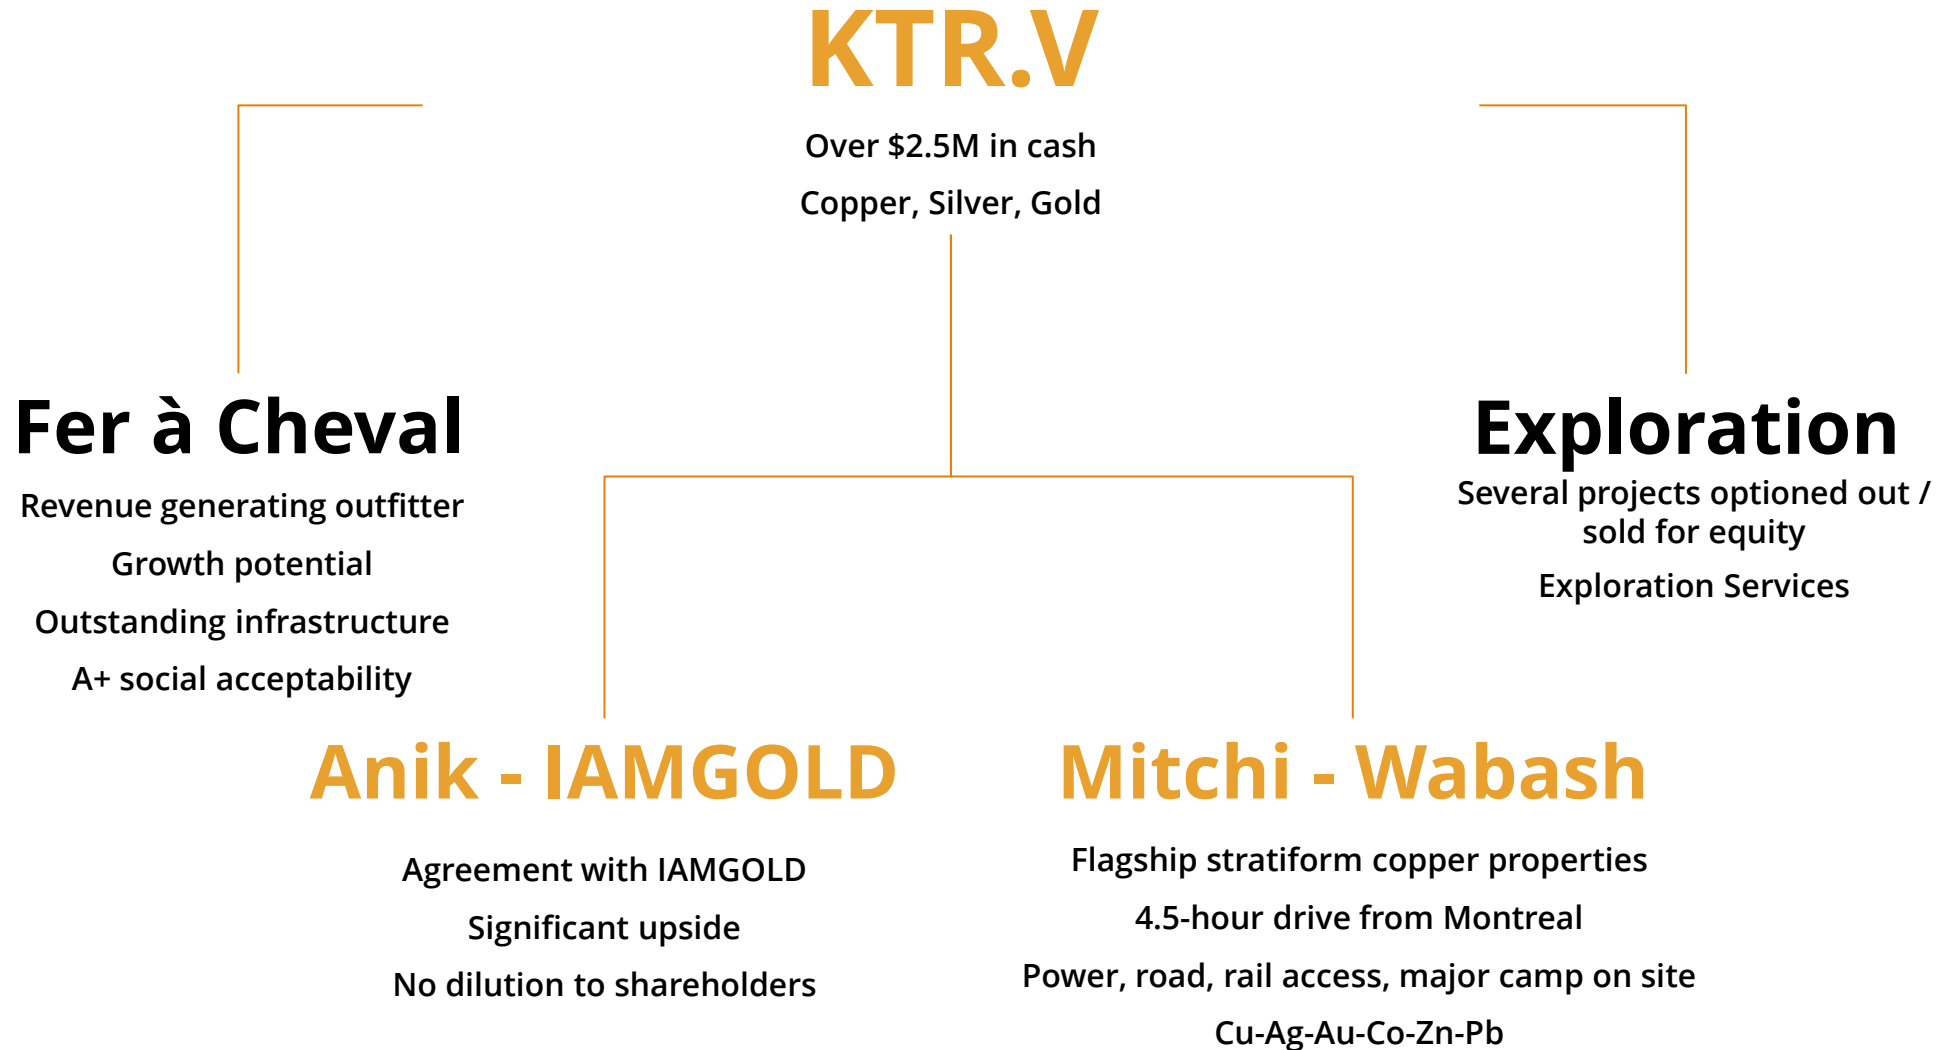 KTR.V
Over $2.5M in cash
Copper, Silver, Gold
Fer à Cheval
Revenue generating outfitter
Growth potential
Outstanding infrastructure
A+ social acceptability
Exploration
Several projects optioned out /
sold for equity
Exploration Services
Anik - IAMGOLD
Agreement with IAMGOLD
Significant upside
No dilution to shareholders
Mitchi - Wabash
Flagship stratiform copper properties
4.5-hour drive from Montreal
Power, road, rail access, major camp on site
Cu-Ag-Au-Co-Zn-Pb